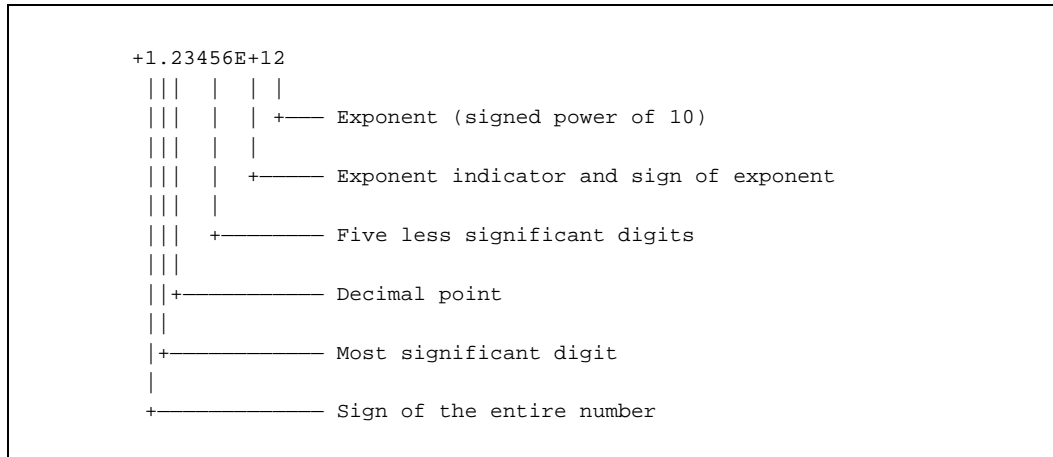 +1.23456E+12
||| | | |
||| | | +——— Exponent (signed power of 10)
||| | |
||| | +————— Exponent indicator and sign of exponent
||| |
||| +———————— Five less significant digits
|||
||+——————————— Decimal point
||
|+———————————— Most significant digit
|
+————————————— Sign of the entire number